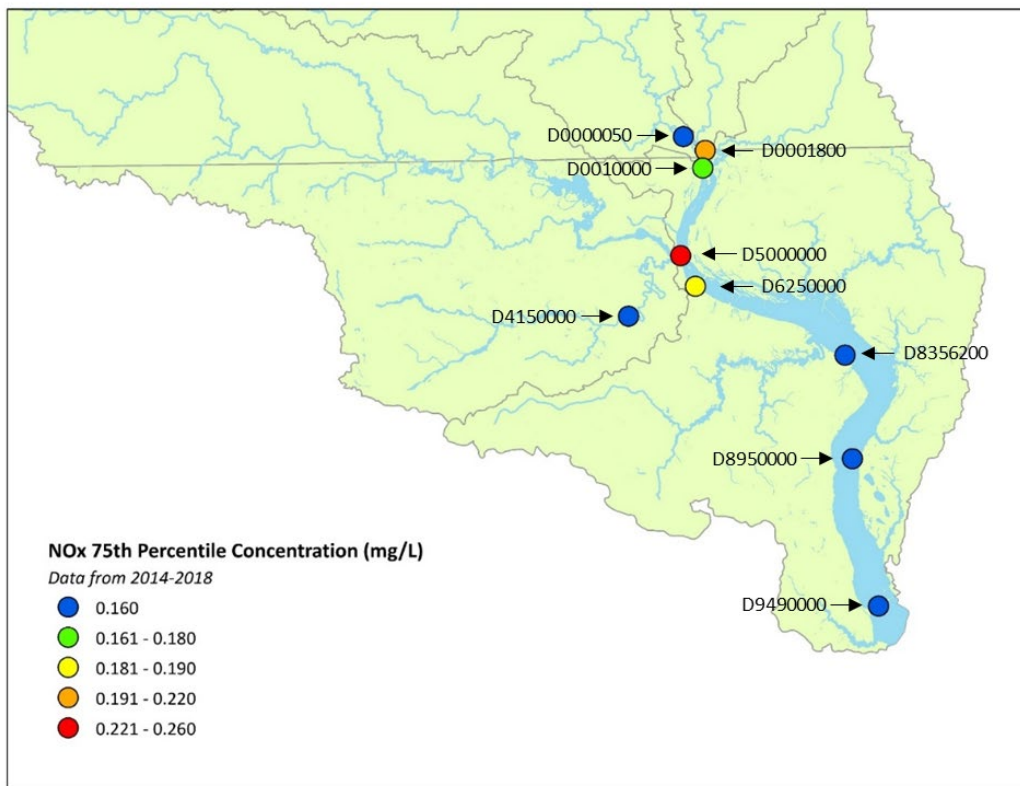 D0000050
D0001800
D0010000
D5000000
D6250000
D4150000
D8356200
D8950000
D9490000
NOx 75th Percentile Concentration (mg/L)
Data from 2014-2018
0.160
0.161 - 0.180
0.181 - 0.190
0.191 - 0.220
0.221 - 0.260